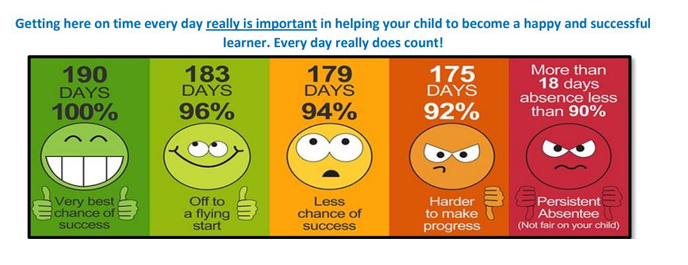 Getting here on time every day really is important in helping your child to become a happy and successful
learner. Every day really does count!
190
DAYS
100%
Very best
chance of
success
183
DAYS
96%
Off to
a flying
start
179
DAYS
94%
Less
chance of
success
175
DAYS
92%
Harder
to make
progress
More than
18 days
absence less
than 90%
Persistent
Absentee
(Not fair on your child)